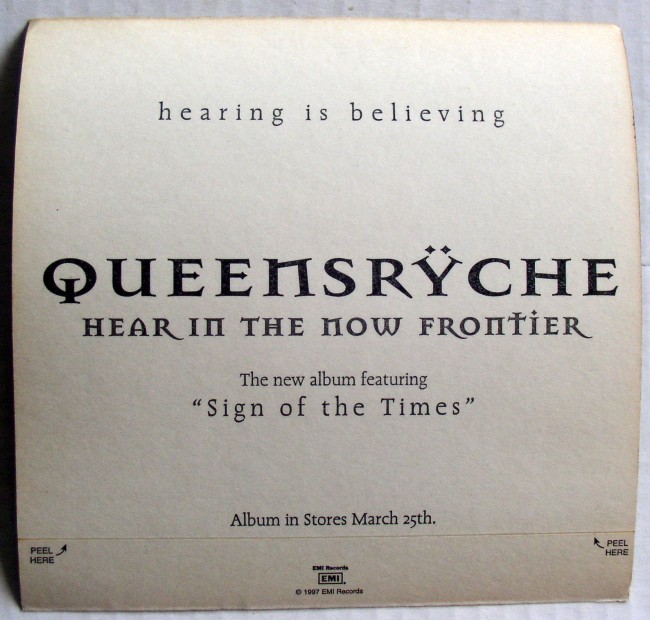 hearing is believing
QUEENSRŸCHE
HEAR IN THE NOW FRONTIER
The new album featuring
“Sign of the Times”
Album in Stores March 25th.
PEEL
HERE
PEEL
HERE
EMI Records
EMI
© 1997 EMI Records